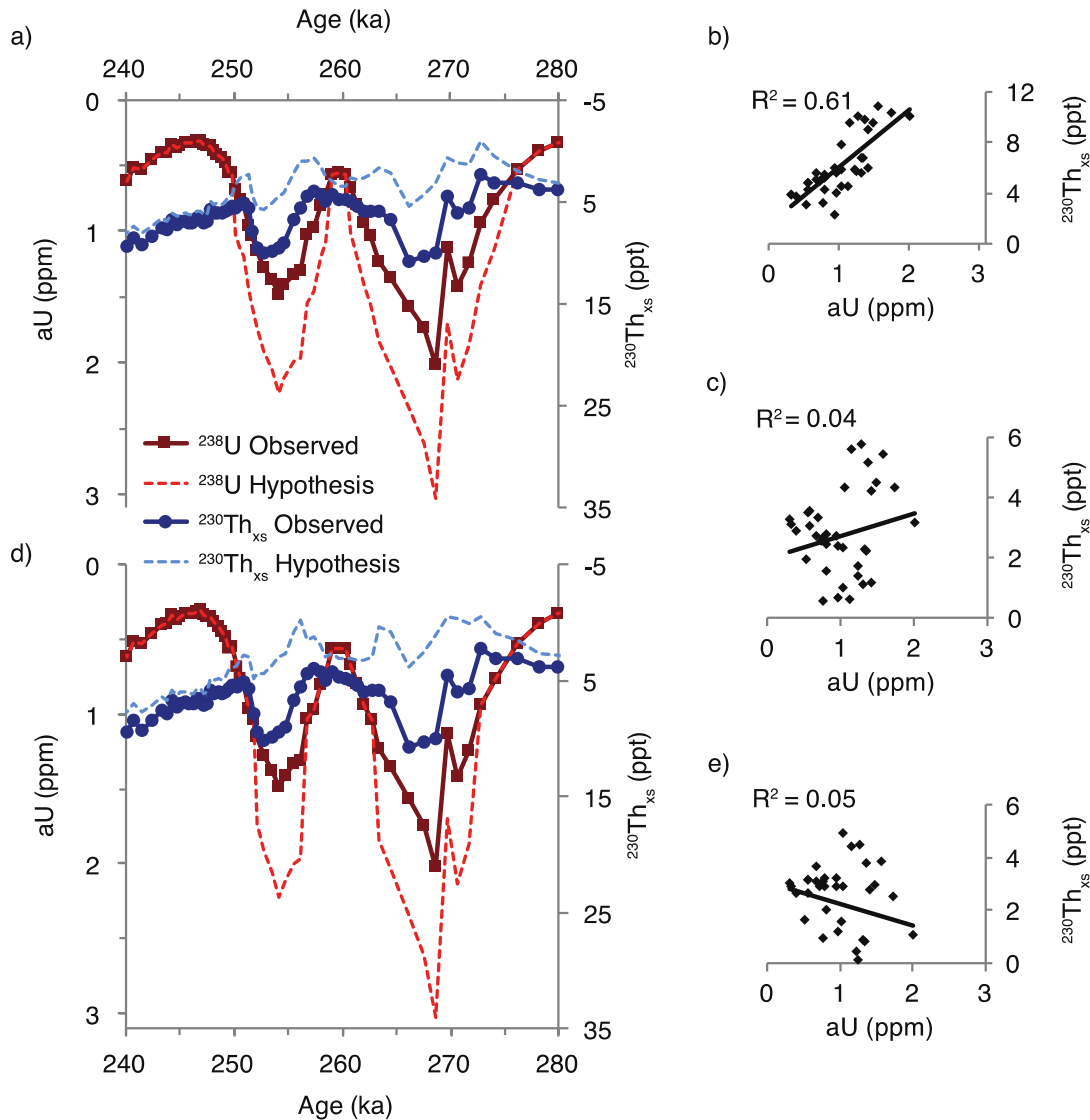 a)
Age (ka)
240 250 260 270 280
0
1
2
3
aU (ppm)
-5
5
15
25
35
²³⁰Thₓₛ (ppt)
²³⁸U Observed
²³⁸U Hypothesis
²³⁰Thₓₛ Observed
²³⁰Thₓₛ Hypothesis
b)
R² = 0.61
12
8
4
0
²³⁰Thₓₛ (ppt)
0 1 2 3
aU (ppm)
c)
R² = 0.04
6
4
2
0
²³⁰Thₓₛ (ppt)
0 1 2 3
aU (ppm)
d)
0
1
2
3
aU (ppm)
-5
5
15
25
35
²³⁰Thₓₛ (ppt)
240 250 260 270 280
Age (ka)
e)
R² = 0.05
6
4
2
0
²³⁰Thₓₛ (ppt)
0 1 2 3
aU (ppm)